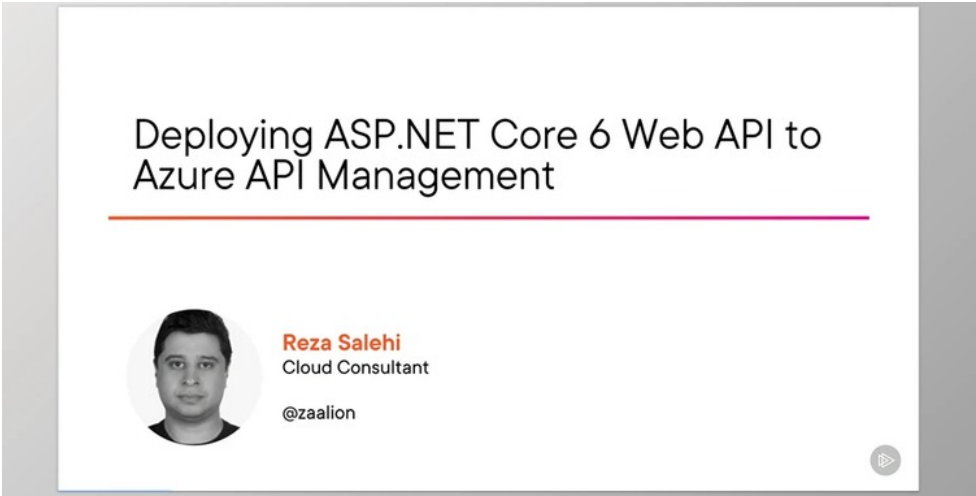 Deploying ASP.NET Core 6 Web API to
Azure API Management
Reza Salehi
Cloud Consultant
@zaalion